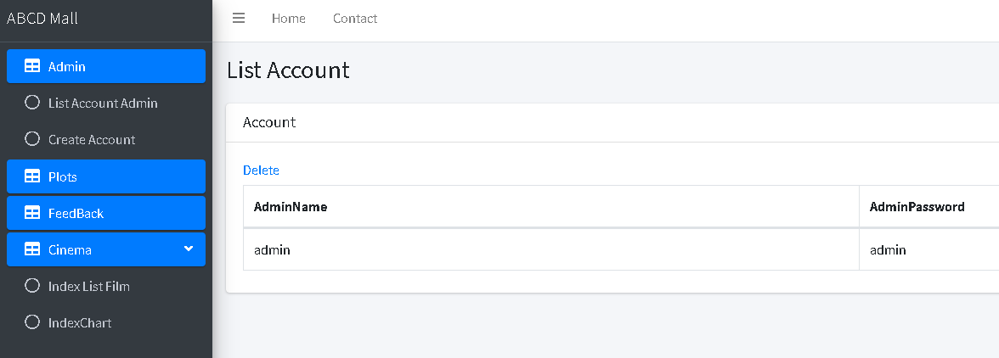 ABCD Mall
Home
Contact
Admin
List Account Admin
Create Account
Plots
FeedBack
Cinema
Index List Film
IndexChart
List Account
Account
Delete
AdminName AdminPassword
admin admin